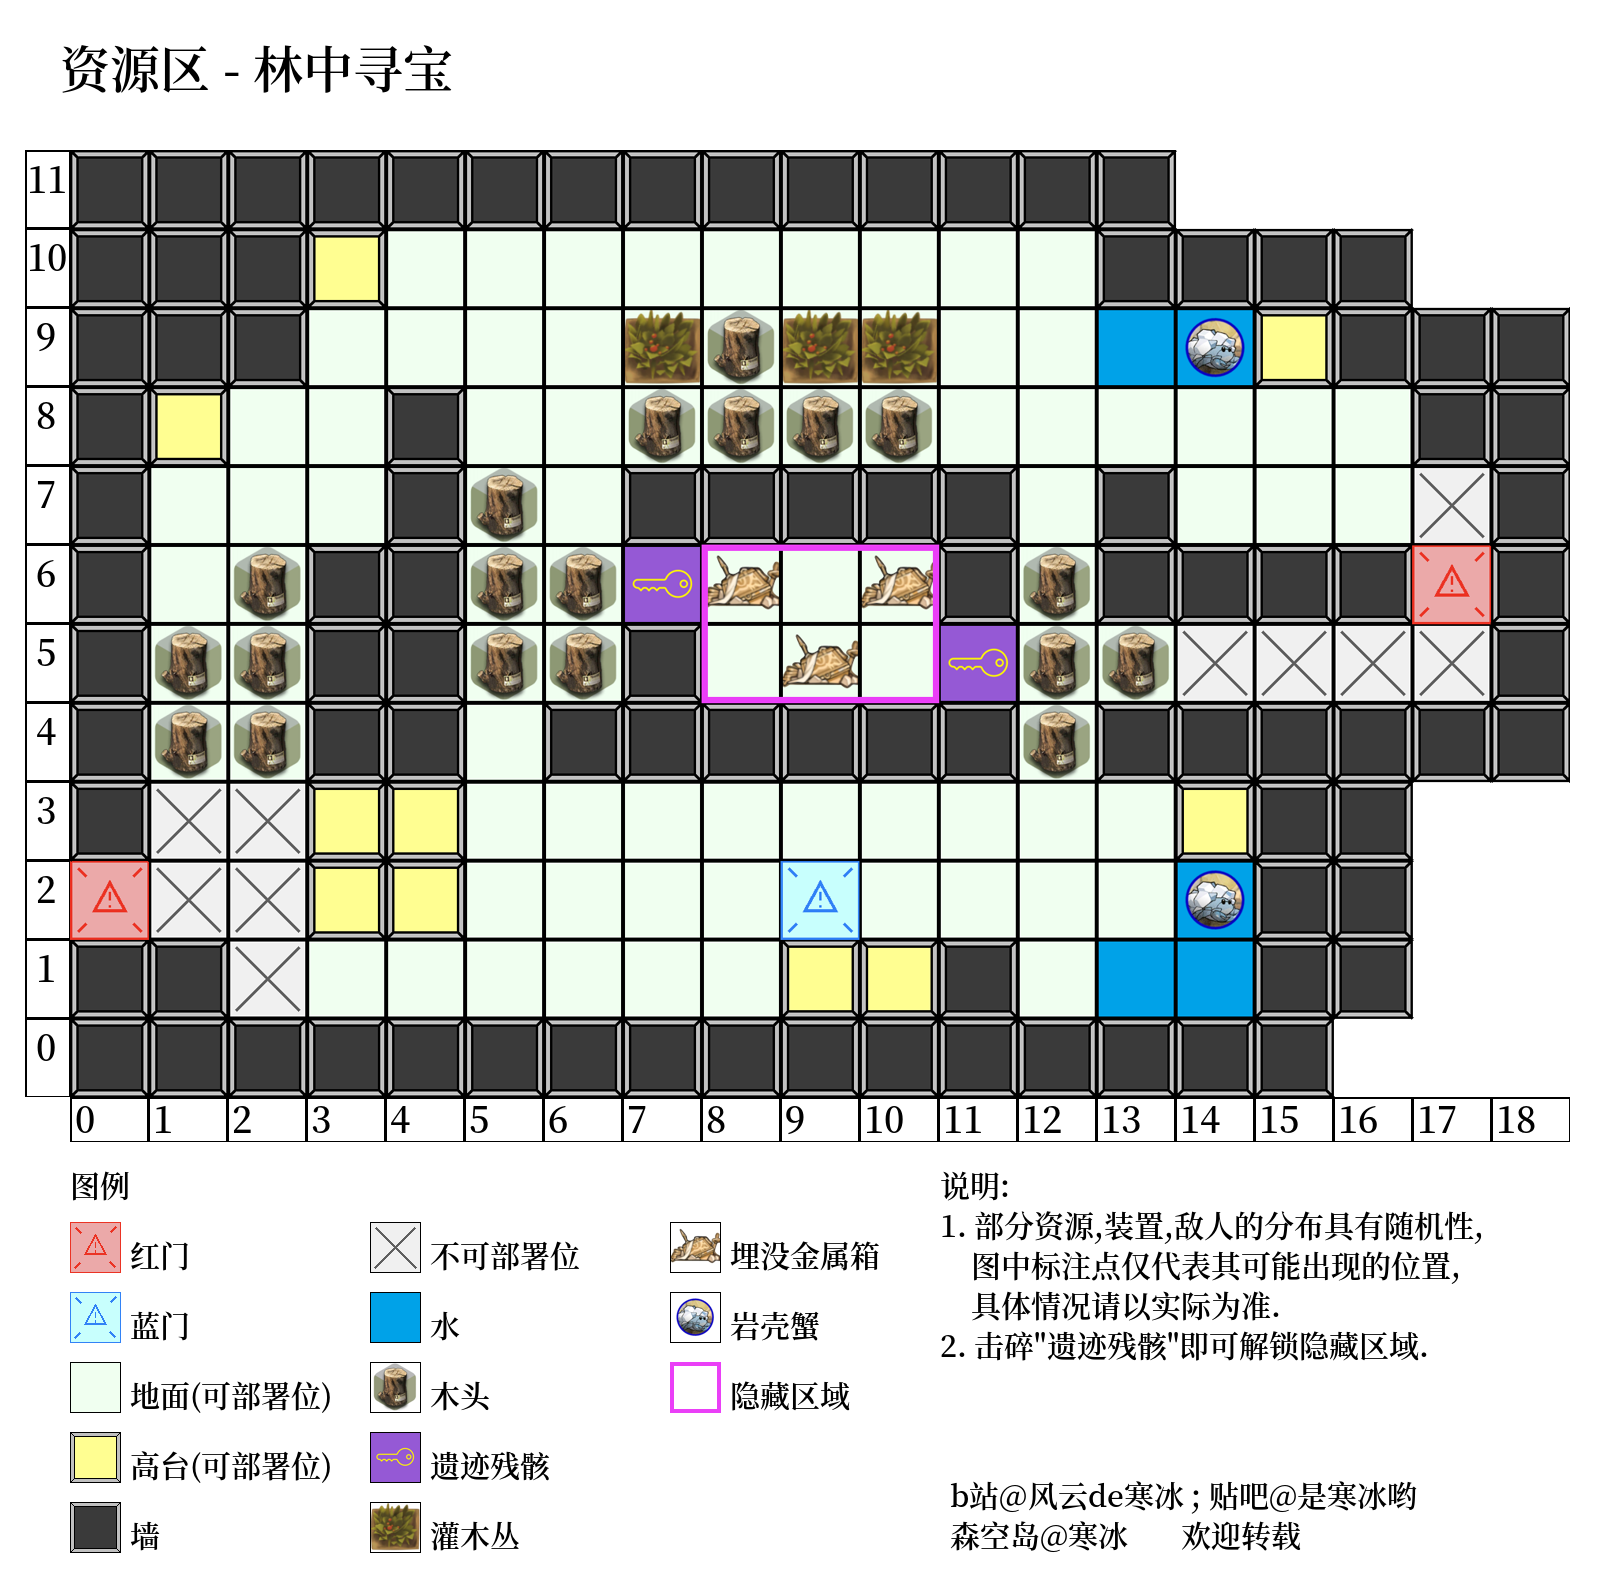 资源区 - 林中寻宝
11
10
9
8
7
6
5
4
3
2
1
0
0 1 2 3 4 5 6 7 8 9 10 11 12 13 14 15 16 17 18
图例
红门
蓝门
地面(可部署位)
高台(可部署位)
墙
不可部署位
水
木头
遗迹残骸
灌木丛
埋没金属箱
岩壳蟹
隐藏区域
说明:
1. 部分资源,装置,敌人的分布具有随机性,
图中标注点仅代表其可能出现的位置,
具体情况请以实际为准.
2. 击碎"遗迹残骸"即可解锁隐藏区域.
b站@风云de寒冰 ; 贴吧@是寒冰哟
森空岛@寒冰 欢迎转载